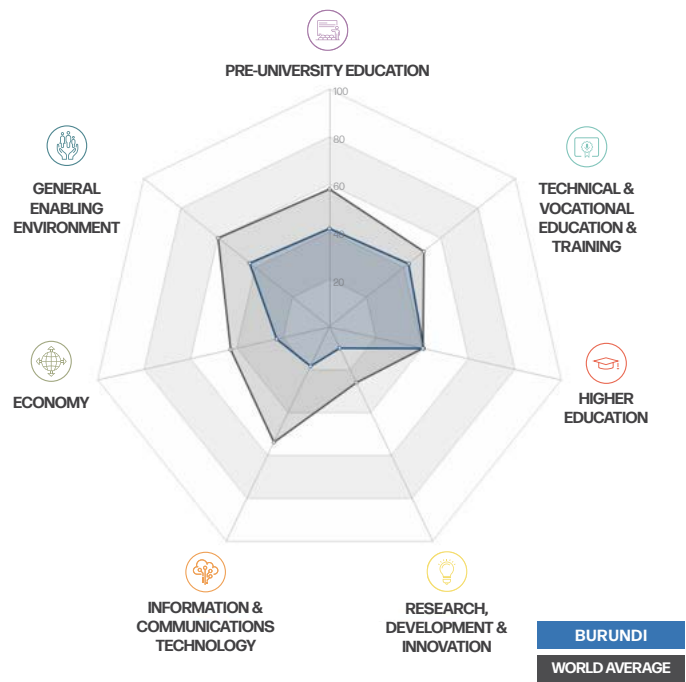 PRE-UNIVERSITY EDUCATION
100
80
60
40
20
GENERAL
ENABLING
ENVIRONMENT
TECHNICAL &
VOCATIONAL
EDUCATION &
TRAINING
ECONOMY
HIGHER
EDUCATION
INFORMATION &
COMMUNICATIONS
TECHNOLOGY
RESEARCH,
DEVELOPMENT &
INNOVATION
BURUNDI
WORLD AVERAGE